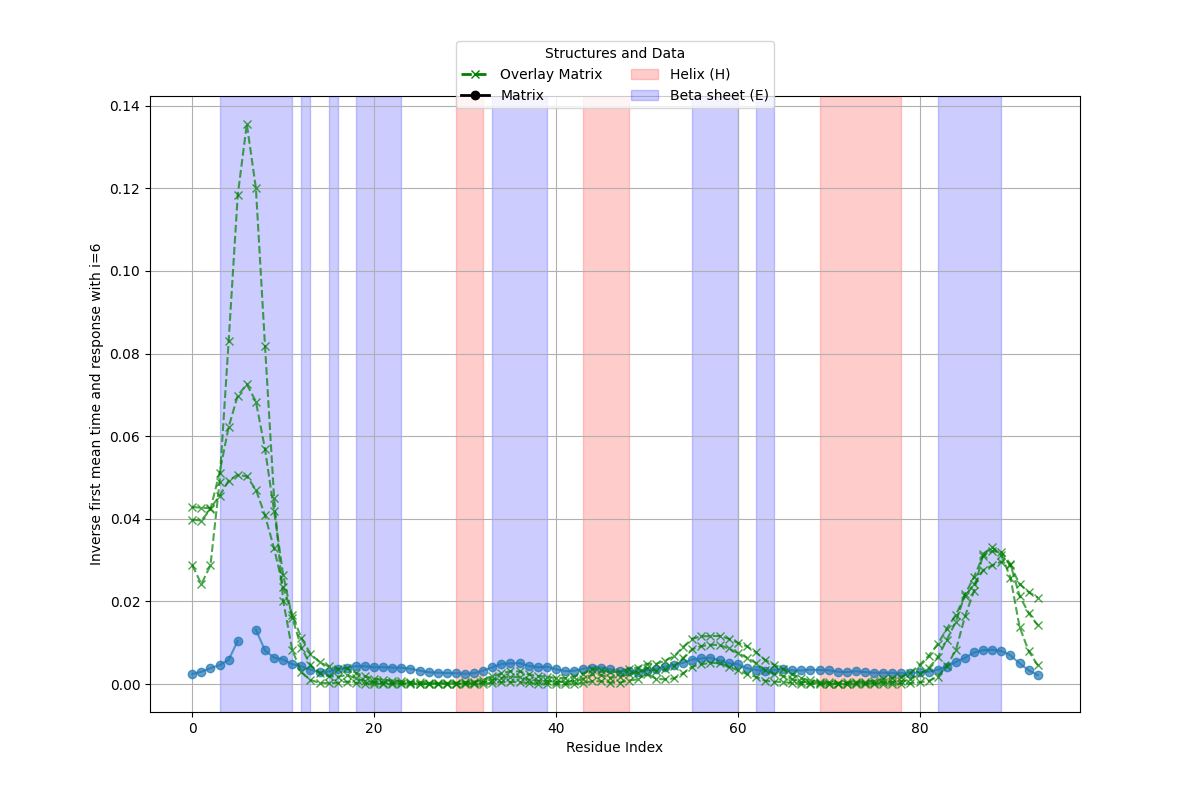 Structures and Data
Overlay Matrix
Helix (H)
Matrix
Beta sheet (E)
0.14
0.12
0.10
0.08
0.06
0.04
0.02
0.00
Inverse first mean time and response with i=6
0
20
40
60
80
Residue Index